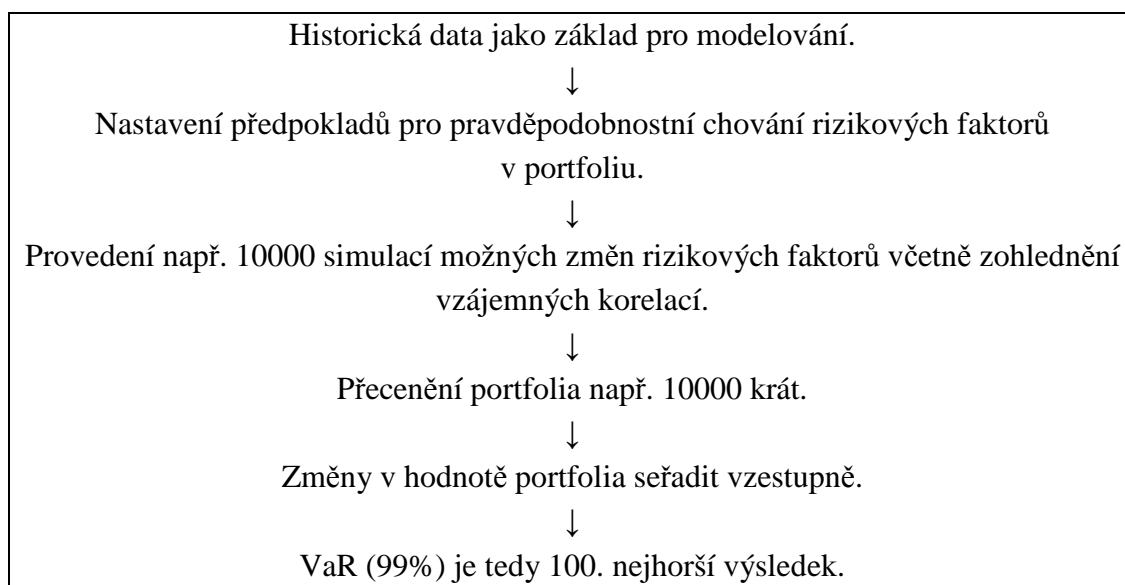 Historická data jako základ pro modelování.
↓
Nastavení předpokladů pro pravděpodobnostní chování rizikových faktorů
v portfoliu.
↓
Provedení např. 10000 simulací možných změn rizikových faktorů včetně zohlednění
vzájemných korelací.
↓
Přecenění portfolia např. 10000 krát.
↓
Změny v hodnotě portfolia seřadit vzestupně.
↓
VaR (99%) je tedy 100. nejhorší výsledek.